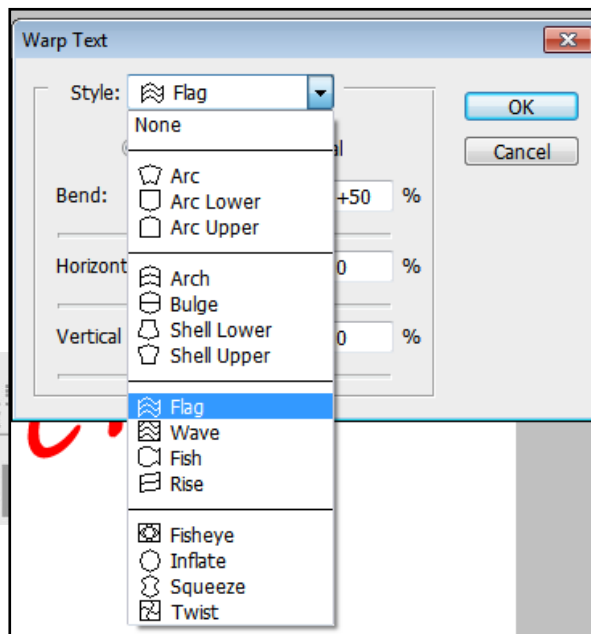 Warp Text
Style: Flag
OK
None
al
Cancel
Arc
Bend: Arc Lower +50 %
Arc Upper
Horizont 0 %
Arch
Bulge
Shell Lower
Vertical 0 %
Shell Upper
Flag
Wave
Fish
Rise
Fisheye
Inflate
Squeeze
Twist